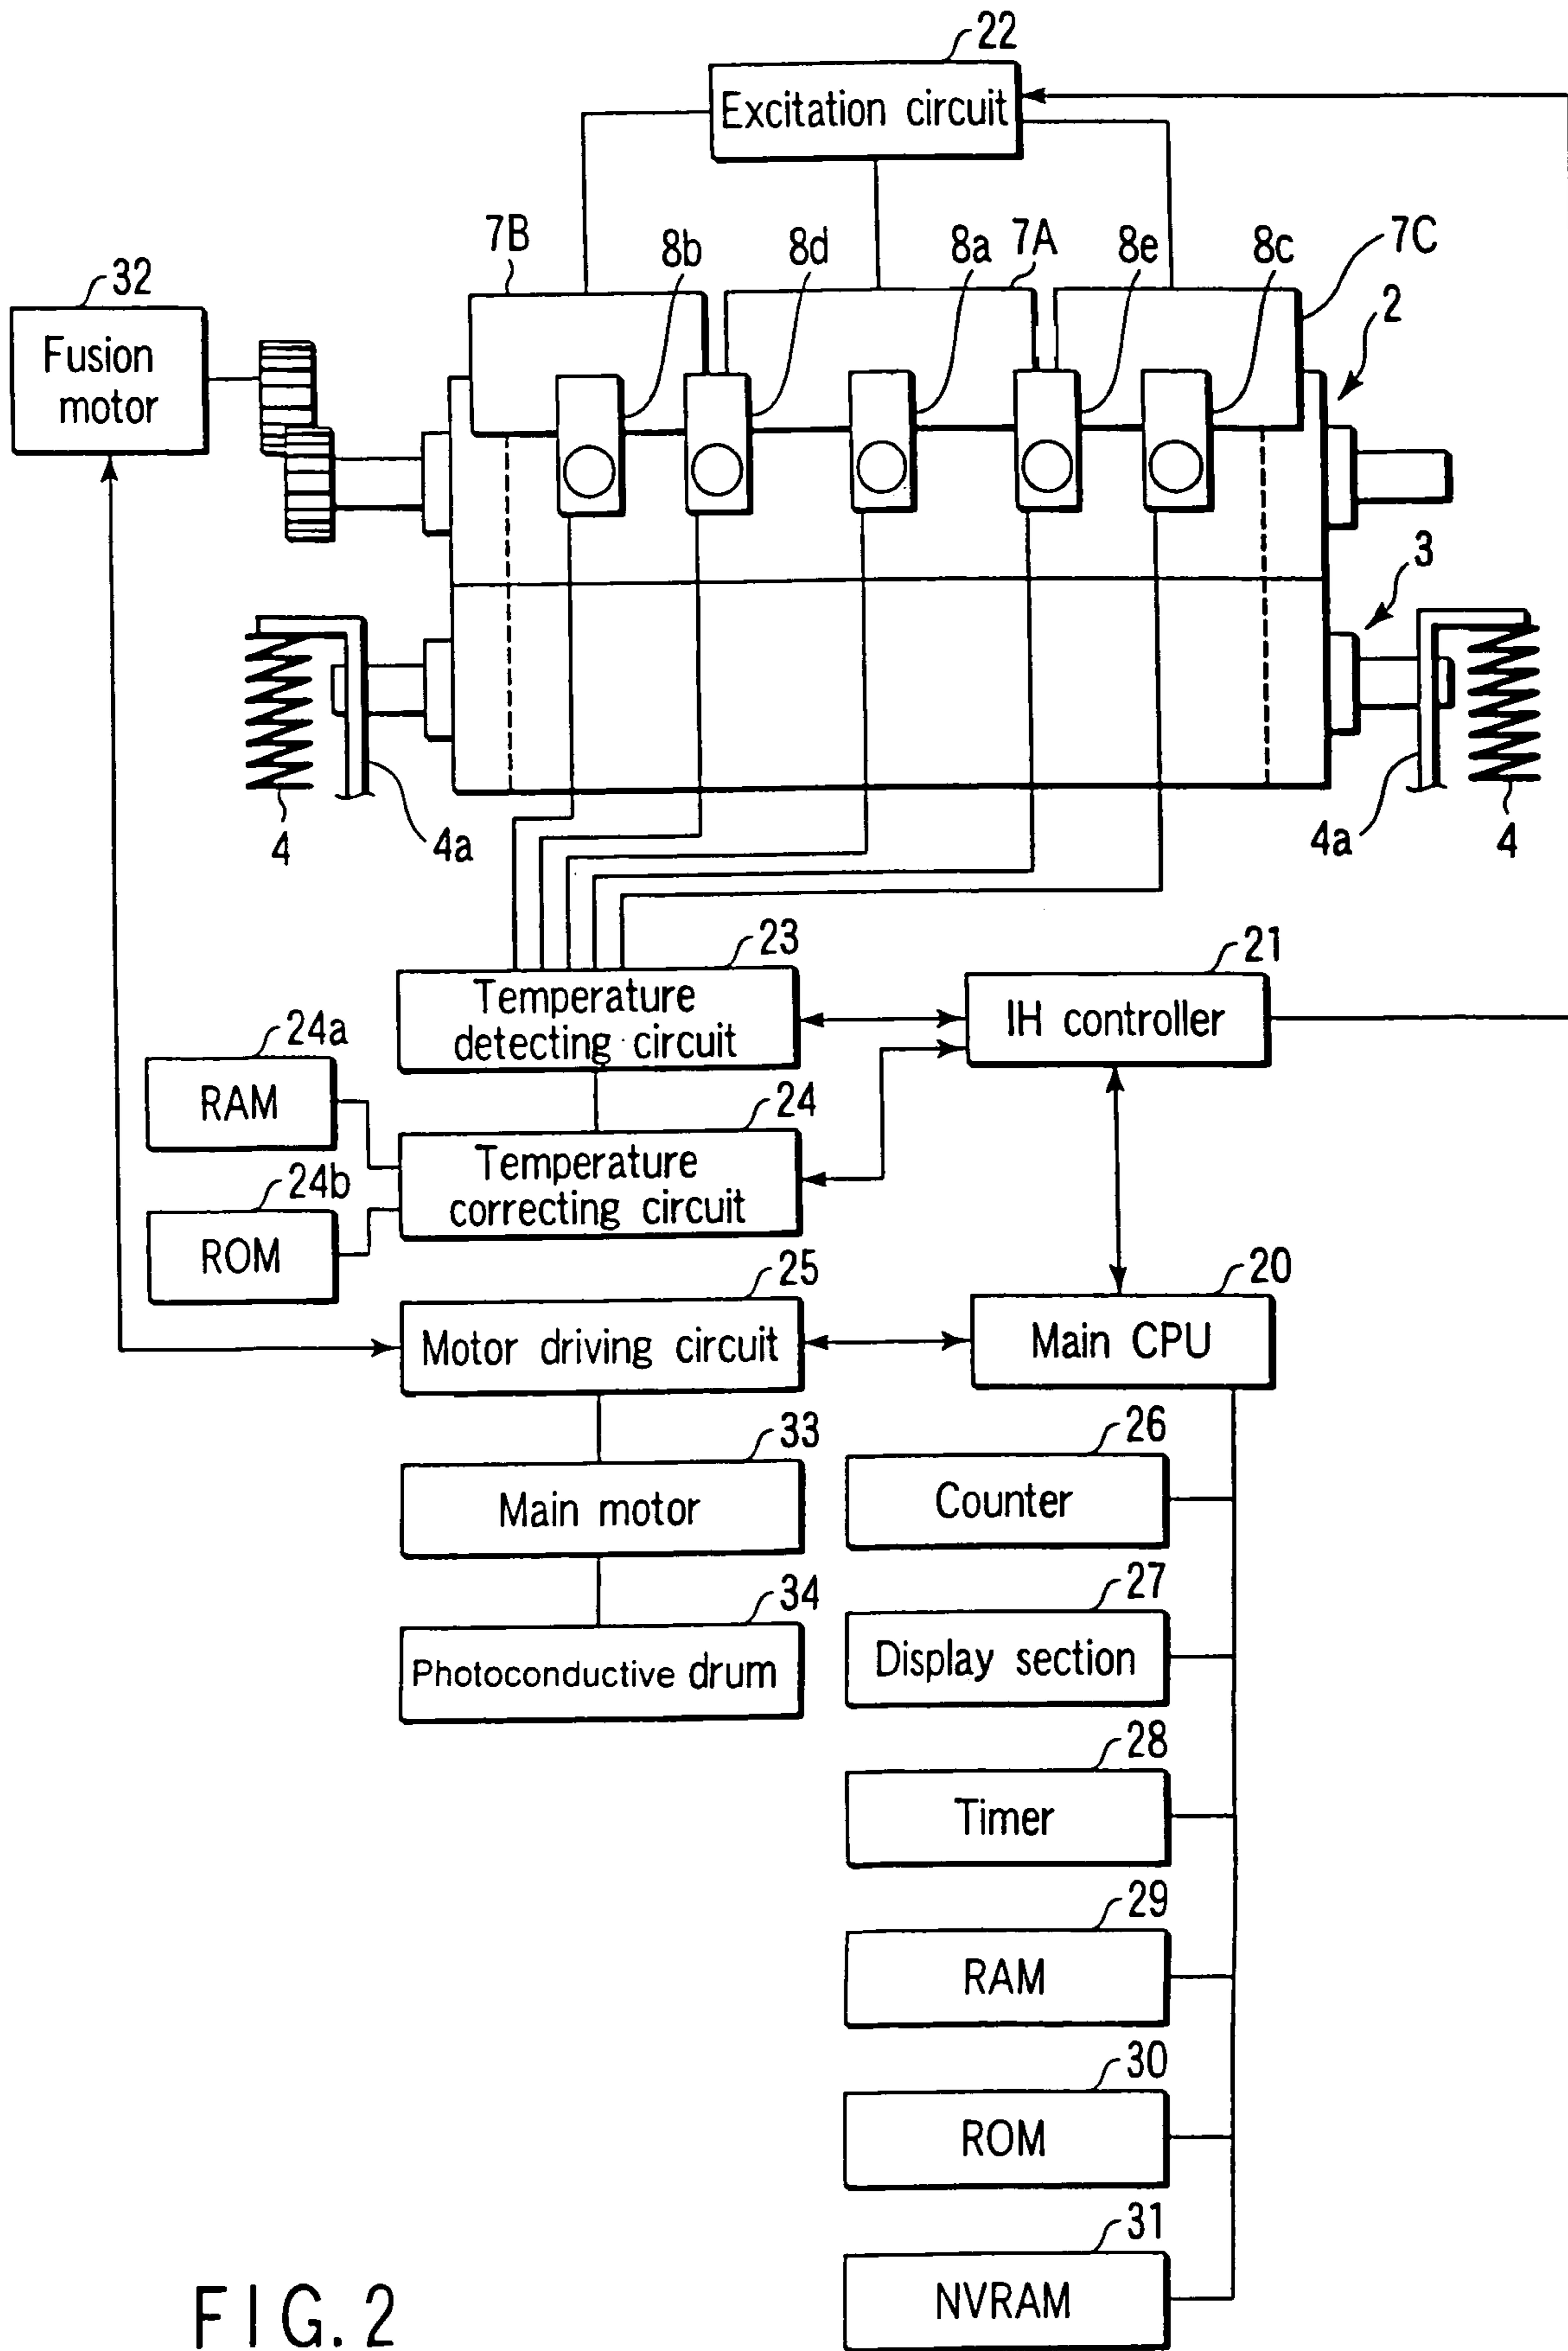 22
Excitation circuit
7B
8b
8d
8a
7A
8e
8c
7C
2
32
Fusion
motor
3
4
4a
4a
4
23
Temperature
detecting circuit
21
IH controller
24a
RAM
24
Temperature
correcting circuit
24b
ROM
25
Motor driving circuit
20
Main CPU
33
Main motor
26
Counter
34
Photoconductive drum
27
Display section
28
Timer
29
RAM
30
ROM
31
NVRAM
FIG. 2